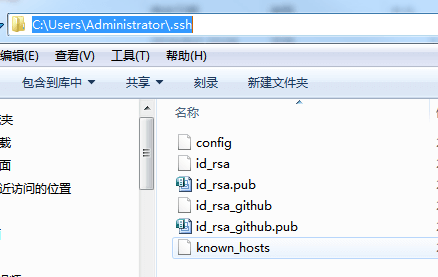 C:\Users\Administrator\.ssh
编辑(E) 查看(V) 工具(T) 帮助(H)
包含到库中 共享 刻录 新建文件夹
名称
config
id_rsa
id_rsa.pub
id_rsa_github
id_rsa_github.pub
known_hosts
夹
载
面
近访问的位置